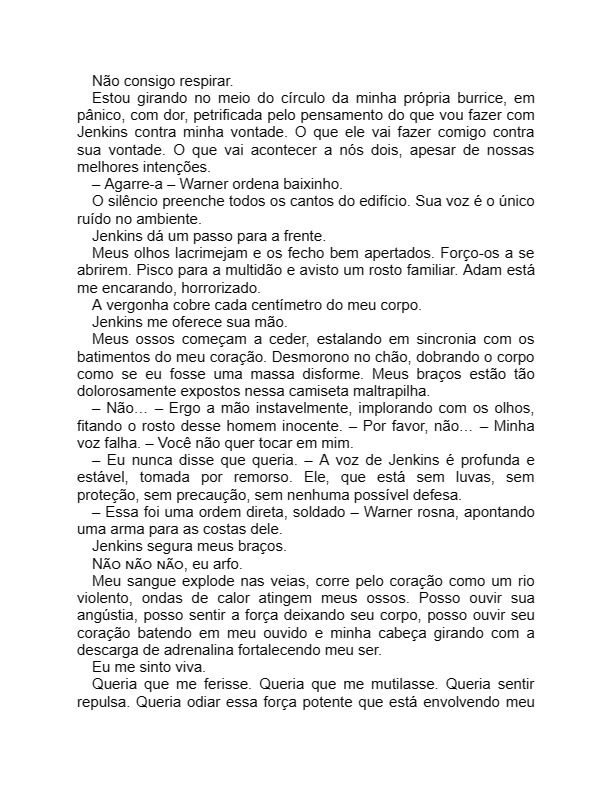 Não consigo respirar.
Estou girando no meio do círculo da minha própria burrice, em
pânico, com dor, petrificada pelo pensamento do que vou fazer com
Jenkins contra minha vontade. O que ele vai fazer comigo contra
sua vontade. O que vai acontecer a nós dois, apesar de nossas
melhores intenções.
– Agarre-a – Warner ordena baixinho.
O silêncio preenche todos os cantos do edifício. Sua voz é o único
ruído no ambiente.
Jenkins dá um passo para a frente.
Meus olhos lacrimejam e os fecho bem apertados. Forço-os a se
abrirem. Pisco para a multidão e avisto um rosto familiar. Adam está
me encarando, horrorizado.
A vergonha cobre cada centímetro do meu corpo.
Jenkins me oferece sua mão.
Meus ossos começam a ceder, estalando em sincronia com os
batimentos do meu coração. Desmorono no chão, dobrando o corpo
como se eu fosse uma massa disforme. Meus braços estão tão
dolorosamente expostos nessa camiseta maltrapilha.
– Não… – Ergo a mão instavelmente, implorando com os olhos,
fitando o rosto desse homem inocente. – Por favor, não… – Minha
voz falha. – Você não quer tocar em mim.
– Eu nunca disse que queria. – A voz de Jenkins é profunda e
estável, tomada por remorso. Ele, que está sem luvas, sem
proteção, sem precaução, sem nenhuma possível defesa.
– Essa foi uma ordem direta, soldado – Warner rosna, apontando
uma arma para as costas dele.
Jenkins segura meus braços.
NÃO NÃO NÃO, eu arfo.
Meu sangue explode nas veias, corre pelo coração como um rio
violento, ondas de calor atingem meus ossos. Posso ouvir sua
angústia, posso sentir a força deixando seu corpo, posso ouvir seu
coração batendo em meu ouvido e minha cabeça girando com a
descarga de adrenalina fortalecendo meu ser.
Eu me sinto viva.
Queria que me ferisse. Queria que me mutilasse. Queria sentir
repulsa. Queria odiar essa força potente que está envolvendo meu